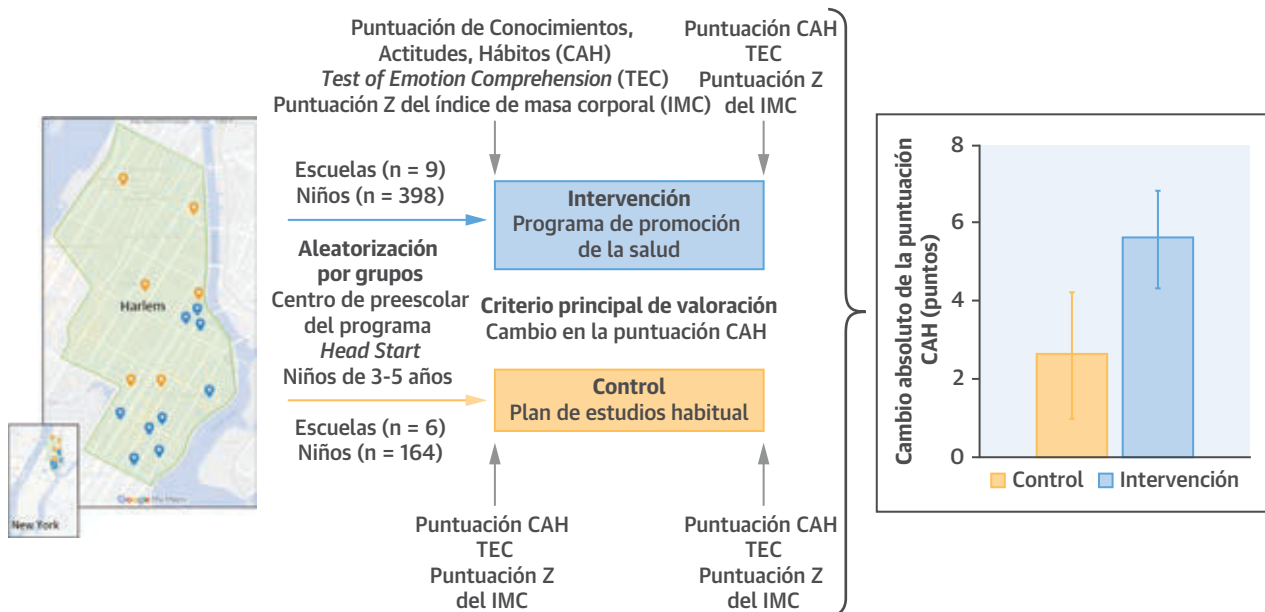 Puntuación de Conocimientos,
Actitudes, Hábitos (CAH)
Test of Emotion Comprehension (TEC)
Puntuación Z del índice de masa corporal (IMC)
Puntuación CAH
TEC
Puntuación Z
del IMC
Harlem
New York
Google My Maps
Escuelas (n = 9)
Niños (n = 398)
Aleatorización
por grupos
Centro de preescolar
del programa
Head Start
Niños de 3-5 años
Escuelas (n = 6)
Niños (n = 164)
Intervención
Programa de promoción
de la salud
Criterio principal de valoración
Cambio en la puntuación CAH
Control
Plan de estudios habitual
Puntuación CAH
TEC
Puntuación Z
del IMC
Puntuación CAH
TEC
Puntuación Z
del IMC
Cambio absoluto de la puntuación
CAH (puntos)
8
6
4
2
0
Control
Intervención